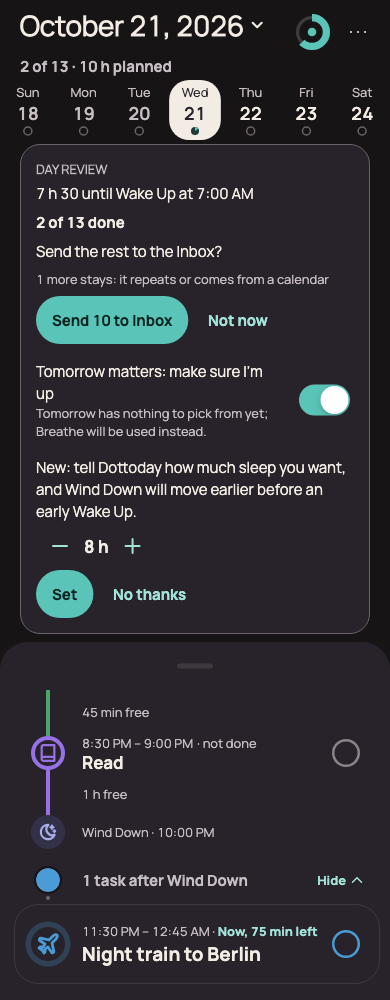 October 21, 2026
2 of 13 · 10 h planned
Sun Mon Tue Wed Thu Fri Sat
18 19 20 21 22 23 24
DAY REVIEW
7 h 30 until Wake Up at 7:00 AM
2 of 13 done
Send the rest to the Inbox?
1 more stays: it repeats or comes from a calendar
Send 10 to Inbox Not now
Tomorrow matters: make sure I'm
up
Tomorrow has nothing to pick from yet;
Breathe will be used instead.
New: tell Dottoday how much sleep you want,
and Wind Down will move earlier before an
early Wake Up.
− 8 h +
Set No thanks
45 min free
8:30 PM – 9:00 PM · not done
Read
1 h free
Wind Down · 10:00 PM
1 task after Wind Down Hide
11:30 PM – 12:45 AM · Now, 75 min left
Night train to Berlin